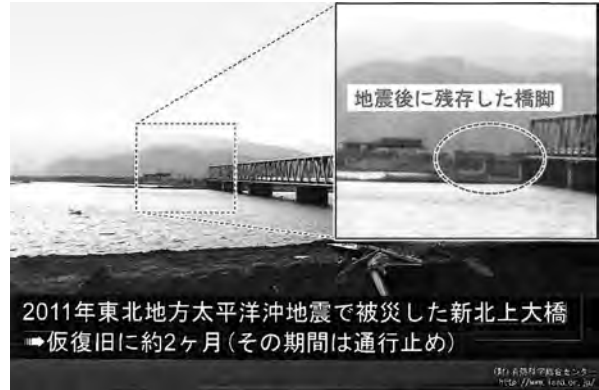 地震後に残存した橋脚
2011年東北地方太平洋沖地震で被災した新北上大橋
➡仮復旧に約2ヶ月(その期間は通行止め)
http://www.